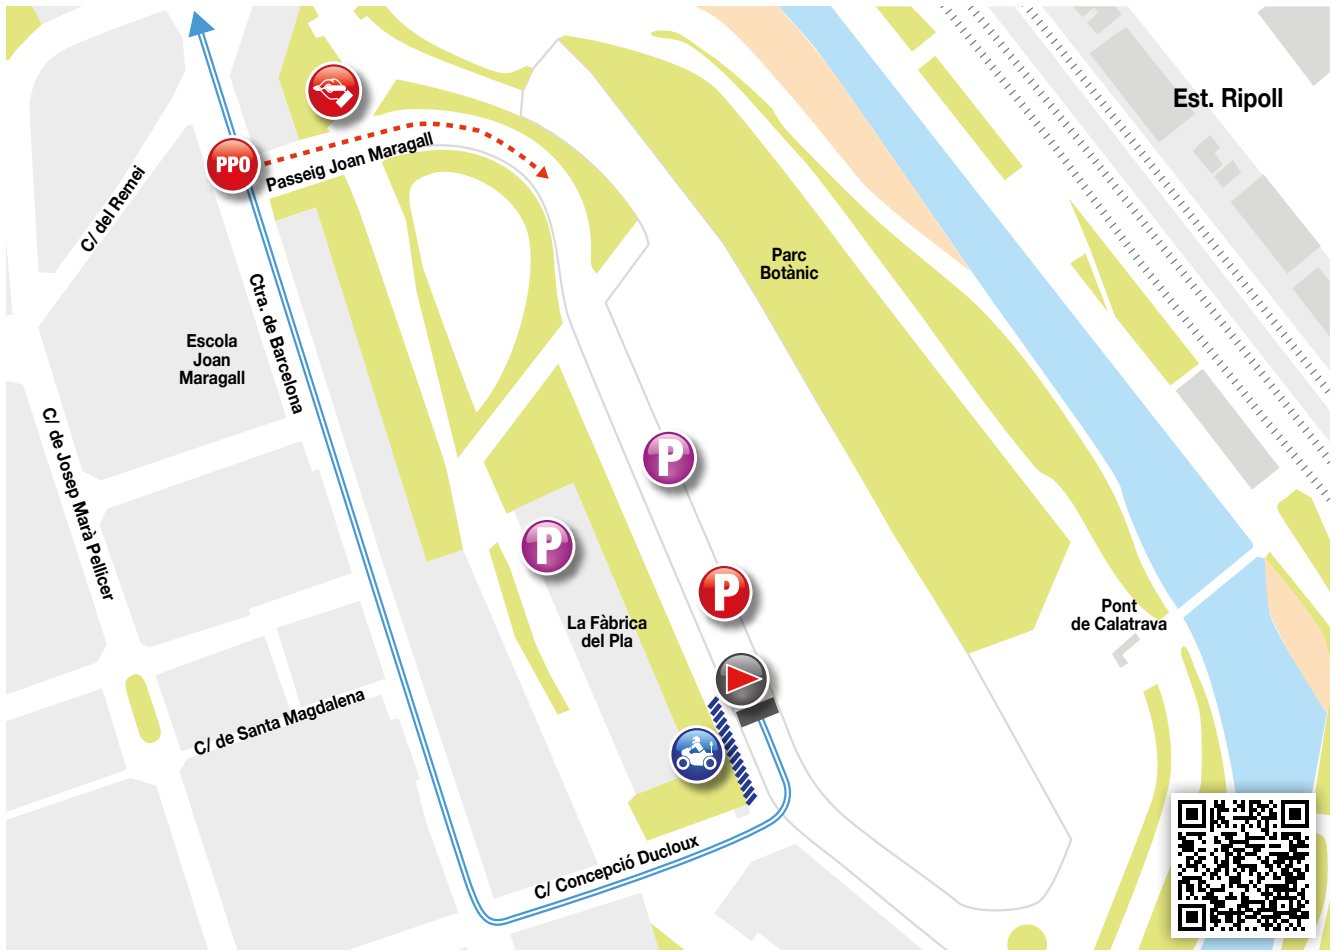 Est. Ripoll
PPO
Passeig Joan Maragall
C/ del Remei
Parc
Botànic
Ctra. de Barcelona
Escola
Joan
Maragall
C/ de Josep Marà Pellicer
P
P
P
La Fàbrica
del Pla
Pont
de Calatrava
C/ de Santa Magdalena
C/ Concepció Ducloux